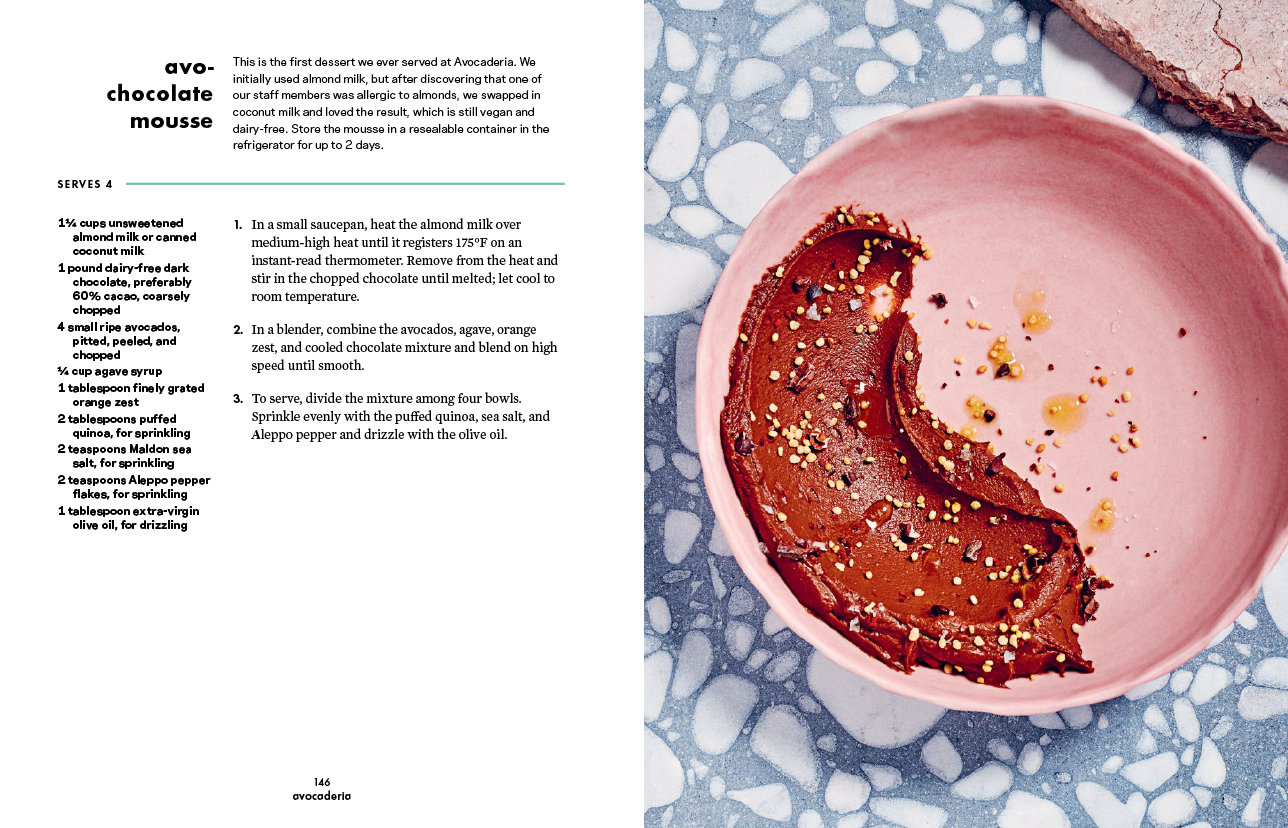 avo-
chocolate
mousse
This is the first dessert we ever served at Avocaderia. We
initially used almond milk, but after discovering that one of
our staff members was allergic to almonds, we swapped in
coconut milk and loved the result, which is still vegan and
dairy-free. Store the mousse in a resealable container in the
refrigerator for up to 2 days.
SERVES 4
1¼ cups unsweetened
almond milk or canned
coconut milk
1 pound dairy-free dark
chocolate, preferably
60% cacao, coarsely
chopped
4 small ripe avocados,
pitted, peeled, and
chopped
¼ cup agave syrup
1 tablespoon finely grated
orange zest
2 tablespoons puffed
quinoa, for sprinkling
2 teaspoons Maldon sea
salt, for sprinkling
2 teaspoons Aleppo pepper
flakes, for sprinkling
1 tablespoon extra-virgin
olive oil, for drizzling
1. In a small saucepan, heat the almond milk over
medium-high heat until it registers 175°F on an
instant-read thermometer. Remove from the heat and
stir in the chopped chocolate until melted; let cool to
room temperature.
2. In a blender, combine the avocados, agave, orange
zest, and cooled chocolate mixture and blend on high
speed until smooth.
3. To serve, divide the mixture among four bowls.
Sprinkle evenly with the puffed quinoa, sea salt, and
Aleppo pepper and drizzle with the olive oil.
146
avocaderia